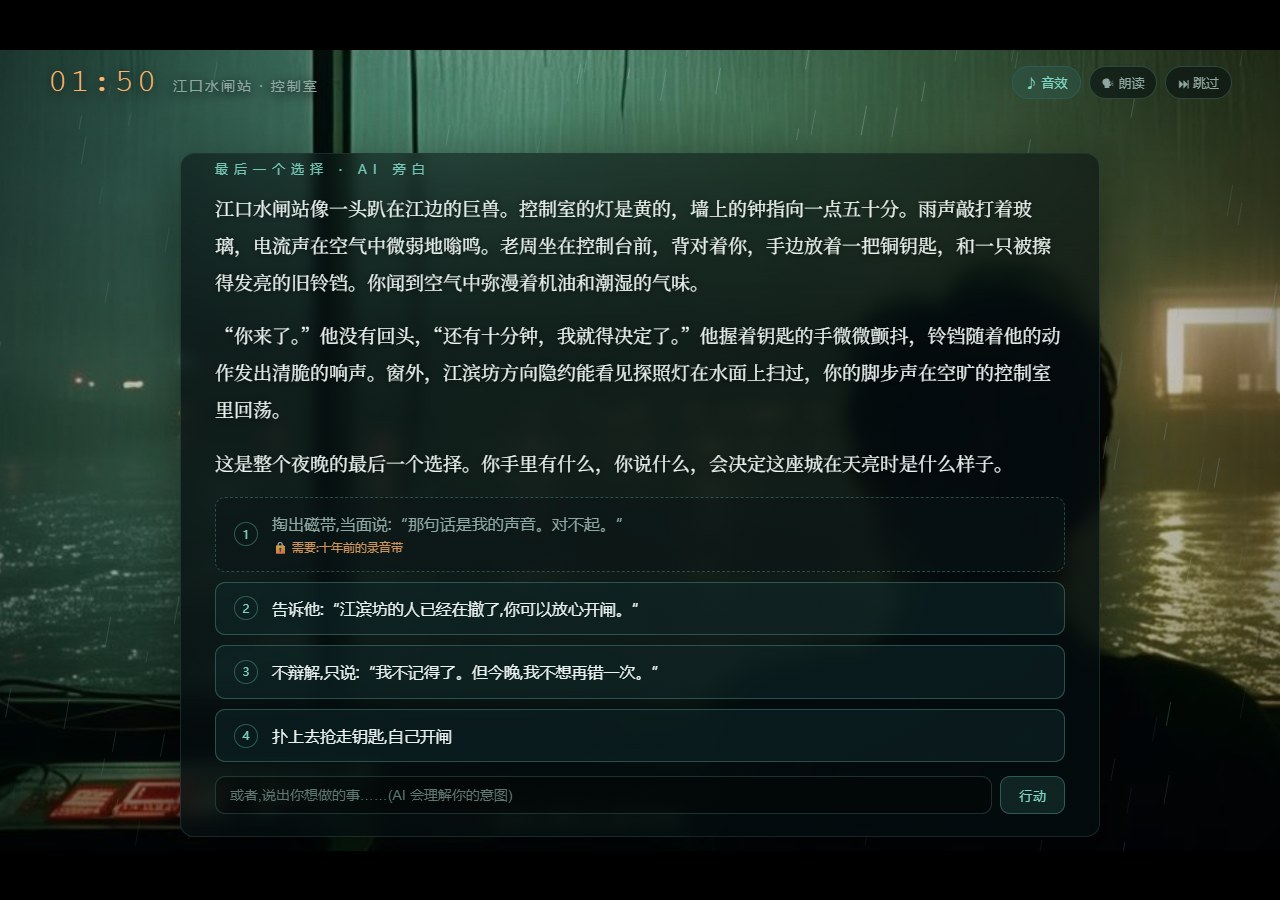 01:50 江口水闸站 · 控制室
♪ 音效 朗读 跳过
最后一个选择 · AI 旁白
江口水闸站像一头趴在江边的巨兽。控制室的灯是黄的，墙上的钟指向一点五十分。雨声敲打着玻
璃，电流声在空气中微弱地嗡鸣。老周坐在控制台前，背对着你，手边放着一把铜钥匙，和一只被擦
得发亮的旧铃铛。你闻到空气中弥漫着机油和潮湿的气味。
“你来了。”他没有回头，“还有十分钟，我就得决定了。”他握着钥匙的手微微颤抖，铃铛随着他的动
作发出清脆的响声。窗外，江滨坊方向隐约能看见探照灯在水面上扫过，你的脚步声在空旷的控制室
里回荡。
这是整个夜晚的最后一个选择。你手里有什么，你说什么，会决定这座城在天亮时是什么样子。
1 掏出磁带,当面说:“那句话是我的声音。对不起。”
需要:十年前的录音带
2 告诉他:“江滨坊的人已经在撤了,你可以放心开闸。”
3 不辩解,只说:“我不记得了。但今晚,我不想再错一次。”
4 扑上去抢走钥匙,自己开闸
或者,说出你想做的事……(AI 会理解你的意图) 行动